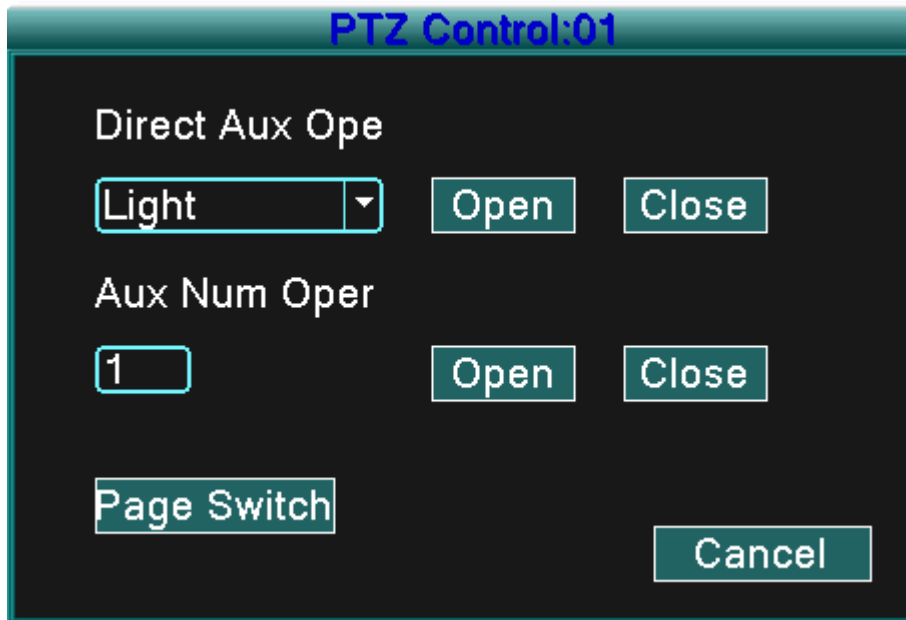 PTZ Control:01
Direct Aux Ope
Light Open Close
Aux Num Oper
1 Open Close
Page Switch
Cancel